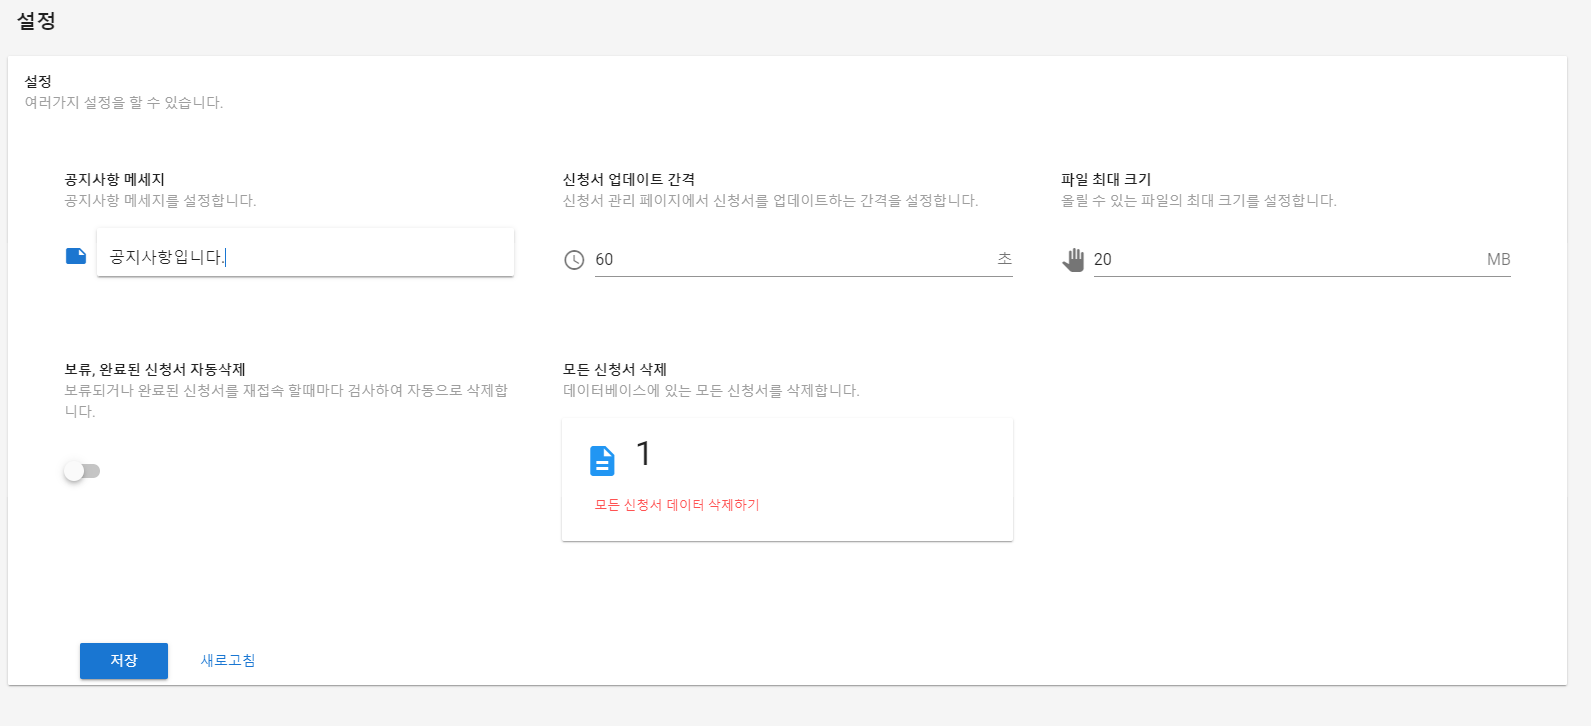 설정
설정
여러가지 설정을 할 수 있습니다.
공지사항 메세지
공지사항 메세지를 설정합니다.
공지사항입니다.
신청서 업데이트 간격
신청서 관리 페이지에서 신청서를 업데이트하는 간격을 설정합니다.
60 초
파일 최대 크기
올릴 수 있는 파일의 최대 크기를 설정합니다.
20 MB
보류, 완료된 신청서 자동삭제
보류되거나 완료된 신청서를 재접속 할때마다 검사하여 자동으로 삭제합
니다.
모든 신청서 삭제
데이터베이스에 있는 모든 신청서를 삭제합니다.
1
모든 신청서 데이터 삭제하기
저장 새로고침